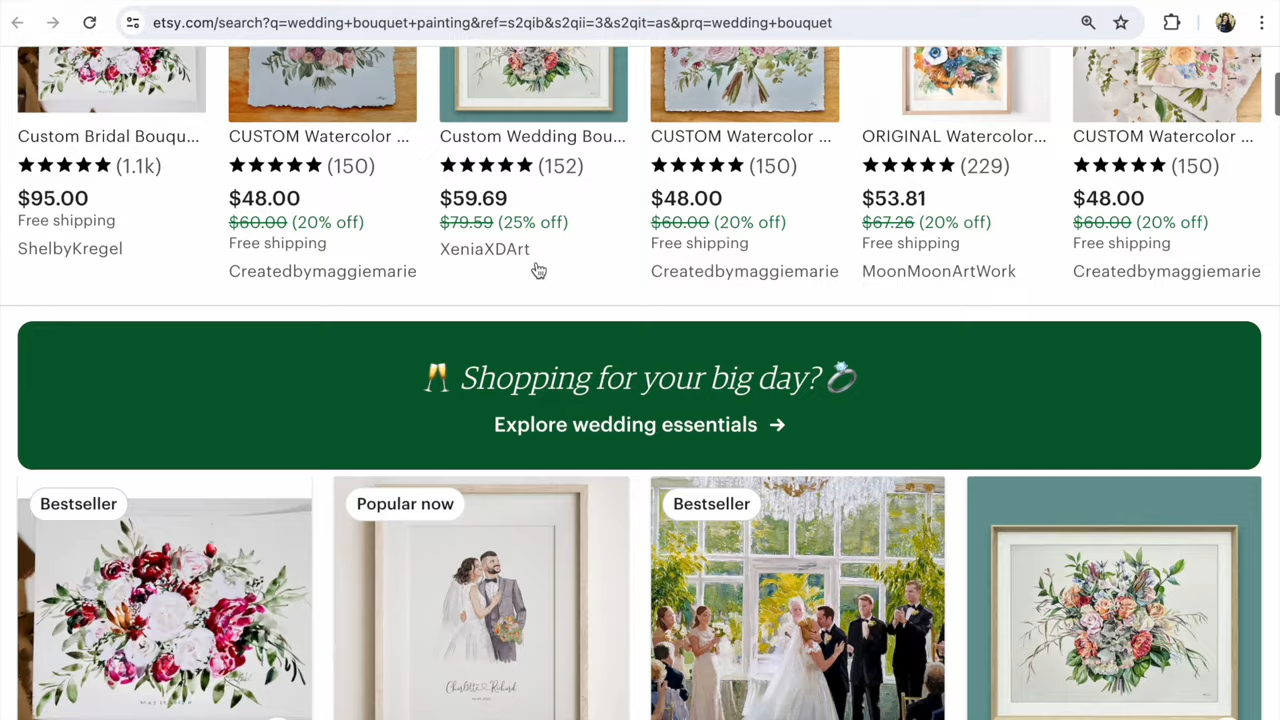 etsy.com/search?q=wedding+bouquet+painting&ref=s2qib&s2qii=3&s2qit=as&prq=wedding+bouquet
Custom Bridal Bouqu... CUSTOM Watercolor ... Custom Wedding Bou... CUSTOM Watercolor ... ORIGINAL Watercolor... CUSTOM Watercolor ...
★★★★★ (1.1k) ★★★★★ (150) ★★★★★ (152) ★★★★★ (150) ★★★★★ (229) ★★★★★ (150)
$95.00 $48.00 $59.69 $48.00 $53.81 $48.00
Free shipping $60.00 (20% off) $79.59 (25% off) $60.00 (20% off) $67.26 (20% off) $60.00 (20% off)
Free shipping Free shipping Free shipping Free shipping
ShelbyKregel XeniaXDArt
Createdbymaggiemarie Createdbymaggiemarie MoonMoonArtWork Createdbymaggiemarie
🥂 Shopping for your big day? 💍
Explore wedding essentials →
Bestseller Popular now Bestseller
Charlotte Richard